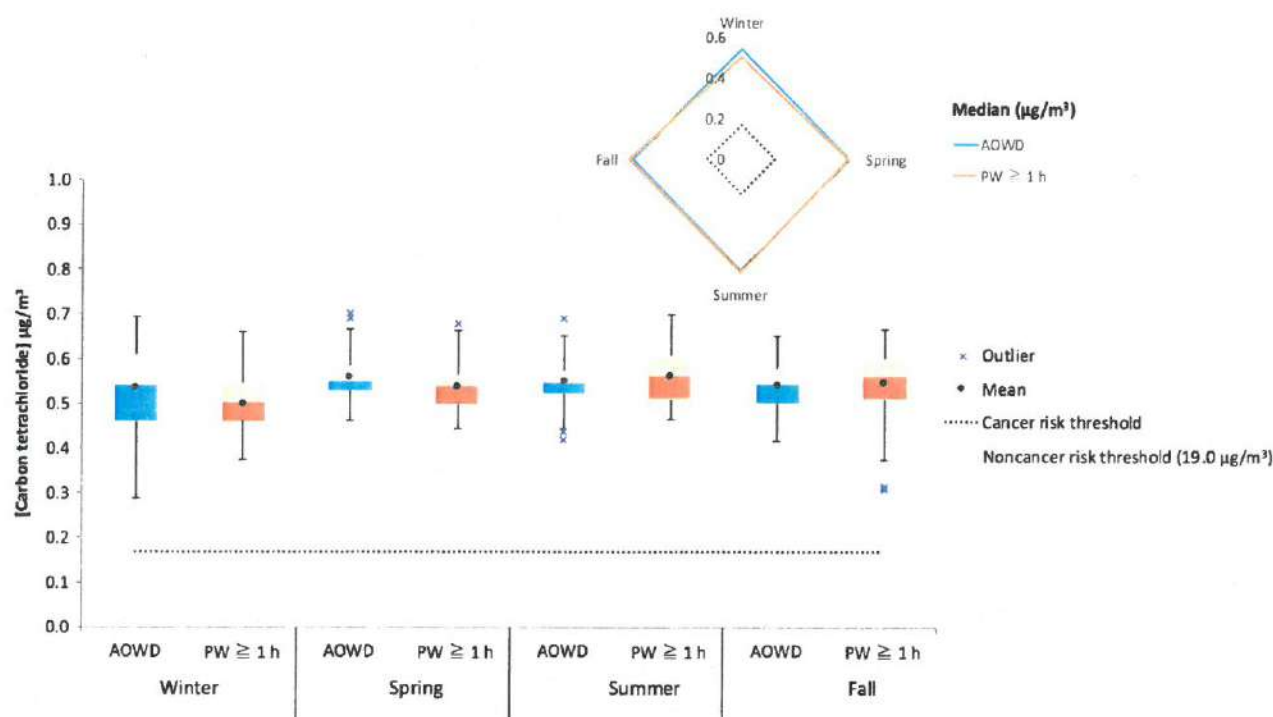 Winter
0.6
0.4
0.2
0
Fall
Spring
Summer
Median (µg/m³)
AOWD
PW ≧ 1 h
[Carbon tetrachloride] µg/m³
1.0
0.9
0.8
0.7
0.6
0.5
0.4
0.3
0.2
0.1
0.0
× Outlier
Mean
Cancer risk threshold
Noncancer risk threshold (19.0 µg/m³)
AOWD PW ≧ 1 h AOWD PW ≧ 1 h AOWD PW ≧ 1 h AOWD PW ≧ 1 h
Winter Spring Summer Fall